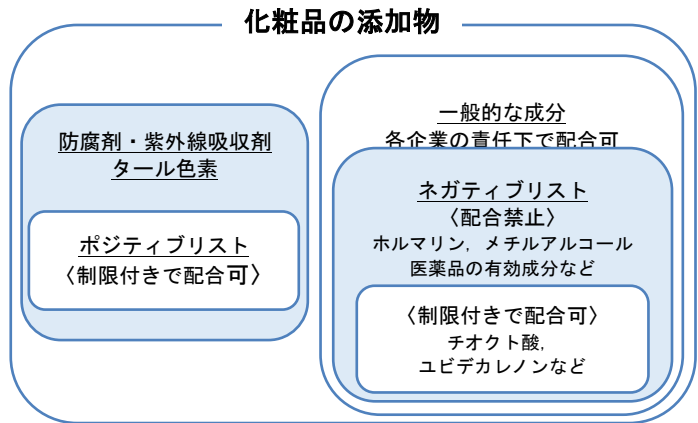 化粧品の添加物
防腐剤・紫外線吸収剤
タール色素
ポジティブリスト
〈制限付きで配合可〉
一般的な成分
各企業の責任下で配合可
ネガティブリスト
〈配合禁止〉
ホルマリン，メチルアルコール
医薬品の有効成分など
〈制限付きで配合可〉
チオクト酸，
ユビデカレノンなど